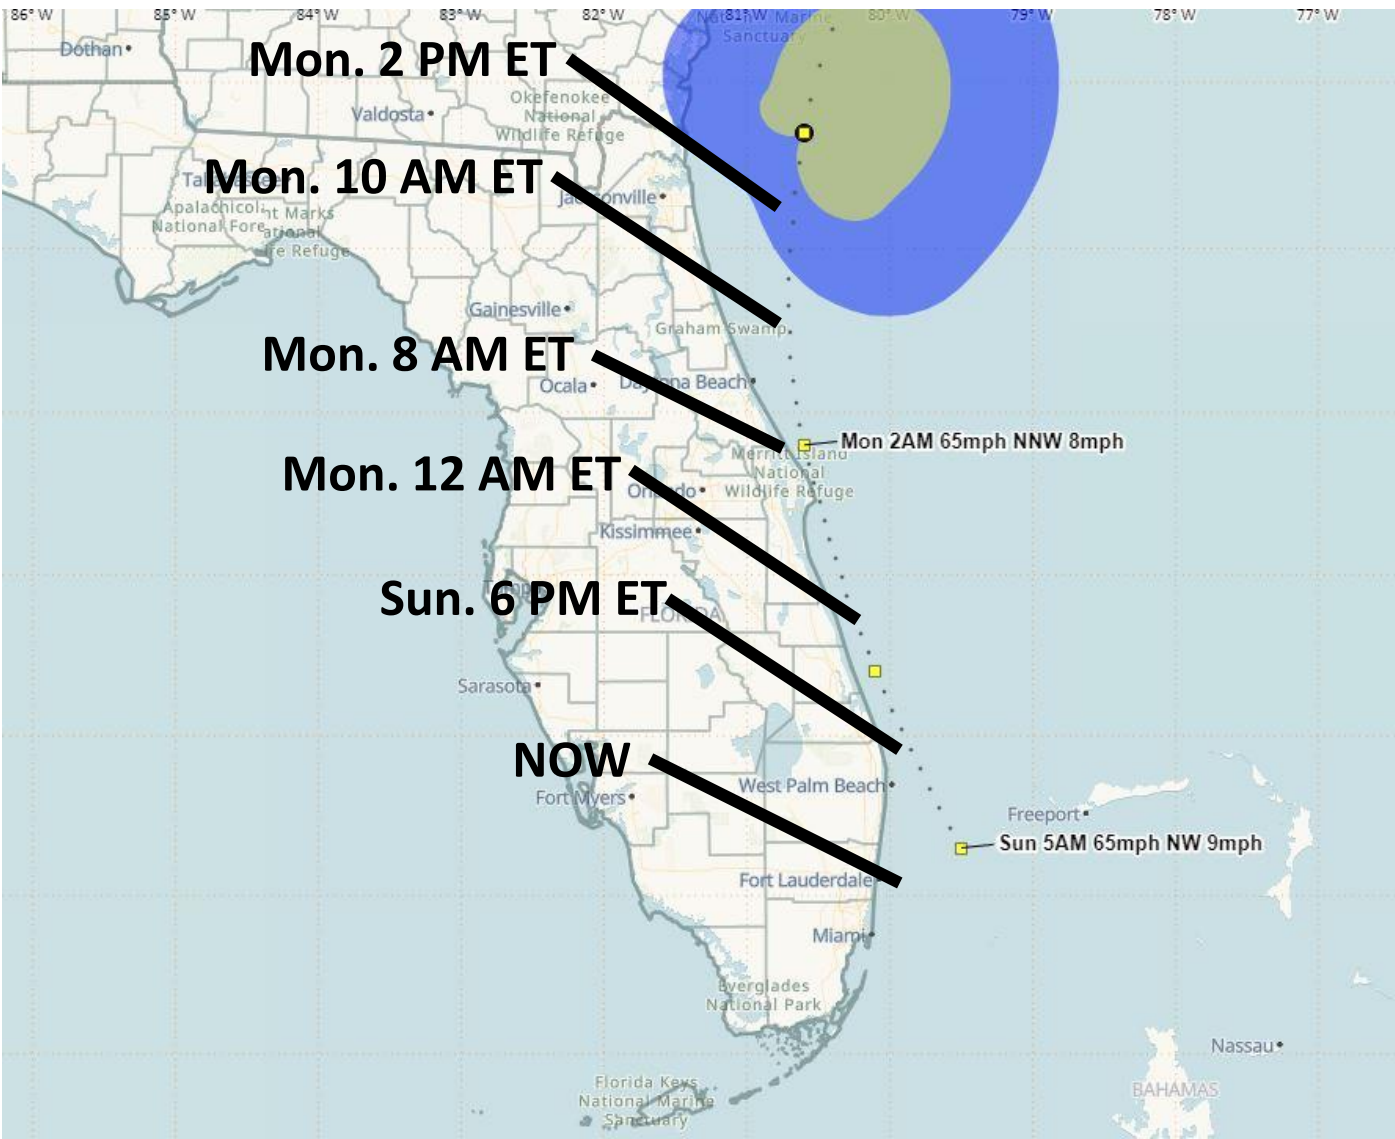 86° W
85° W
84° W
83° W
82° W
81° W
80° W
79° W
78° W
77° W
Marine
Sanctuary
Dothan
Mon. 2 PM ET
Valdosta
Okefenokee
National
Wildlife Refuge
Mon. 10 AM ET
Jacksonville
National
Gainesville
Graham Swamp
Mon. 8 AM ET
Ocala
Daytona Beach
Mon 2AM 65mph NNW 8mph
Merritt Island
National
Wildlife Refuge
Mon. 12 AM ET
Orlando
Kissimmee
Sun. 6 PM ET
FLORIDA
Sarasota
NOW
Fort Myers
West Palm Beach
Freeport
Sun 5AM 65mph NW 9mph
Fort Lauderdale
Miami
Everglades
National Park
Nassau
BAHAMAS
Florida Keys
National Marine
Sanctuary